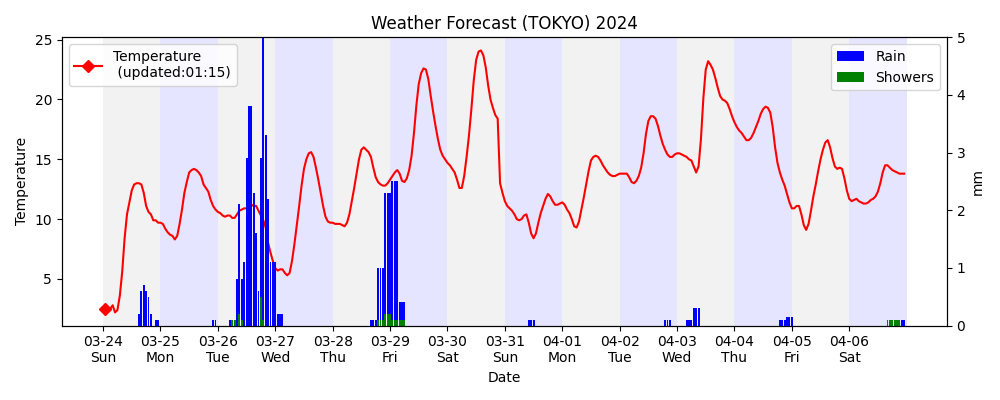 Weather Forecast (TOKYO) 2024
Temperature
(updated:01:15)
Rain
Showers
25
20
15
10
5
Temperature
5
4
3
2
1
0
mm
03-24 03-25 03-26 03-27 03-28 03-29 03-30 03-31 04-01 04-02 04-03 04-04 04-05 04-06
Sun Mon Tue Wed Thu Fri Sat Sun Mon Tue Wed Thu Fri Sat
Date